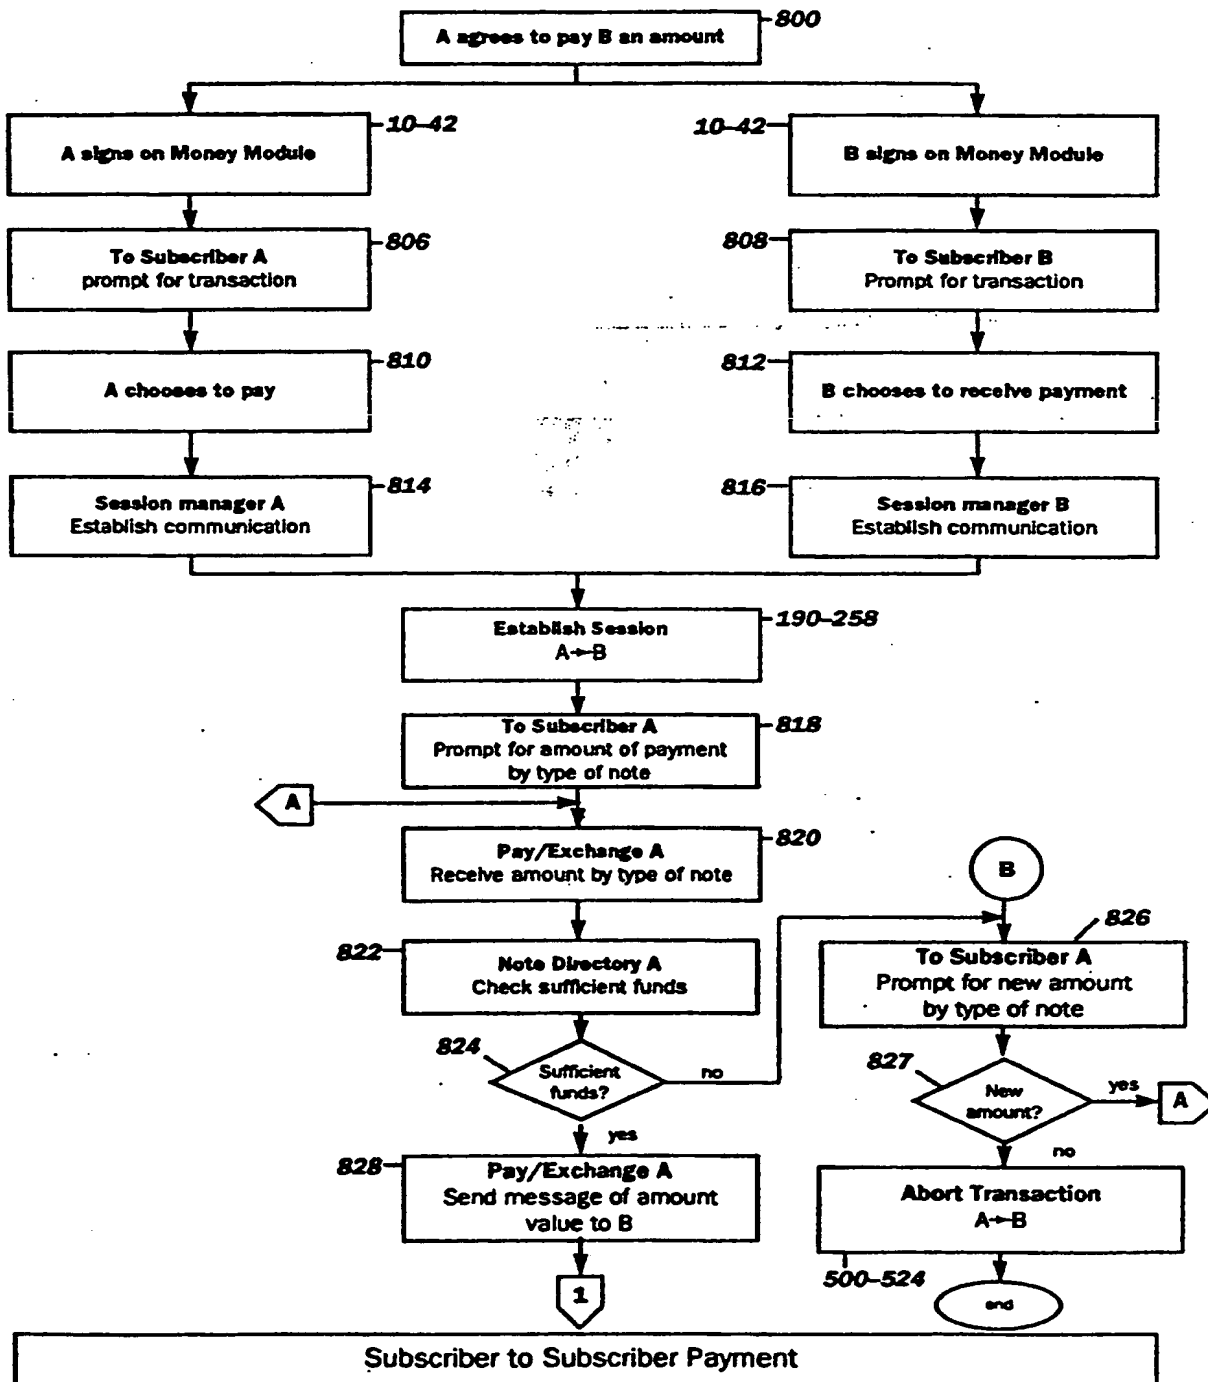 A agrees to pay B an amount
800
A signs on Money Module
10-42
10-42
B signs on Money Module
To Subscriber A
prompt for transaction
806
808
To Subscriber B
Prompt for transaction
A chooses to pay
810
812
B chooses to receive payment
Session manager A
Establish communication
814
816
Session manager B
Establish communication
Establish Session
A→B
190-258
To Subscriber A
Prompt for amount of payment
by type of note
818
A
Pay/Exchange A
Receive amount by type of note
820
B
822
Note Directory A
Check sufficient funds
826
To Subscriber A
Prompt for new amount
by type of note
824
Sufficient
funds?
no
yes
827
New
amount?
yes
A
no
828
Pay/Exchange A
Send message of amount
value to B
Abort Transaction
A→B
500-524
1
end
Subscriber to Subscriber Payment